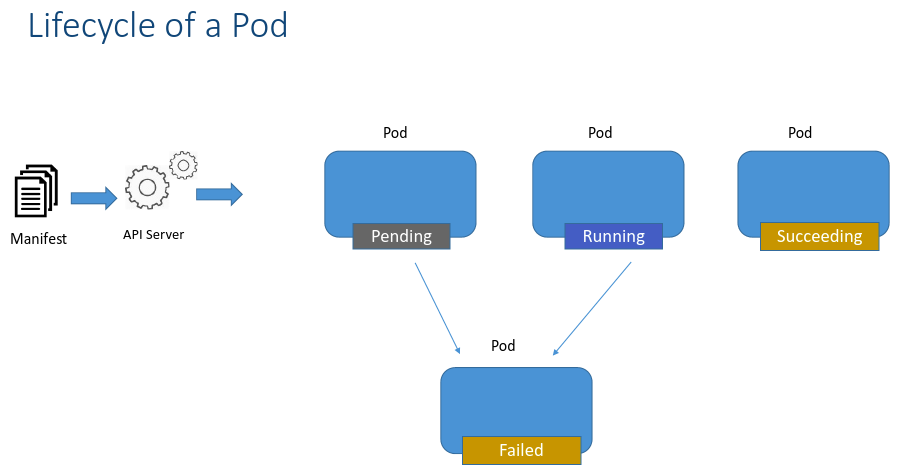 Lifecycle of a Pod
Pod
Pod
Pod
Manifest
API Server
Pending
Running
Succeeding
Pod
Failed